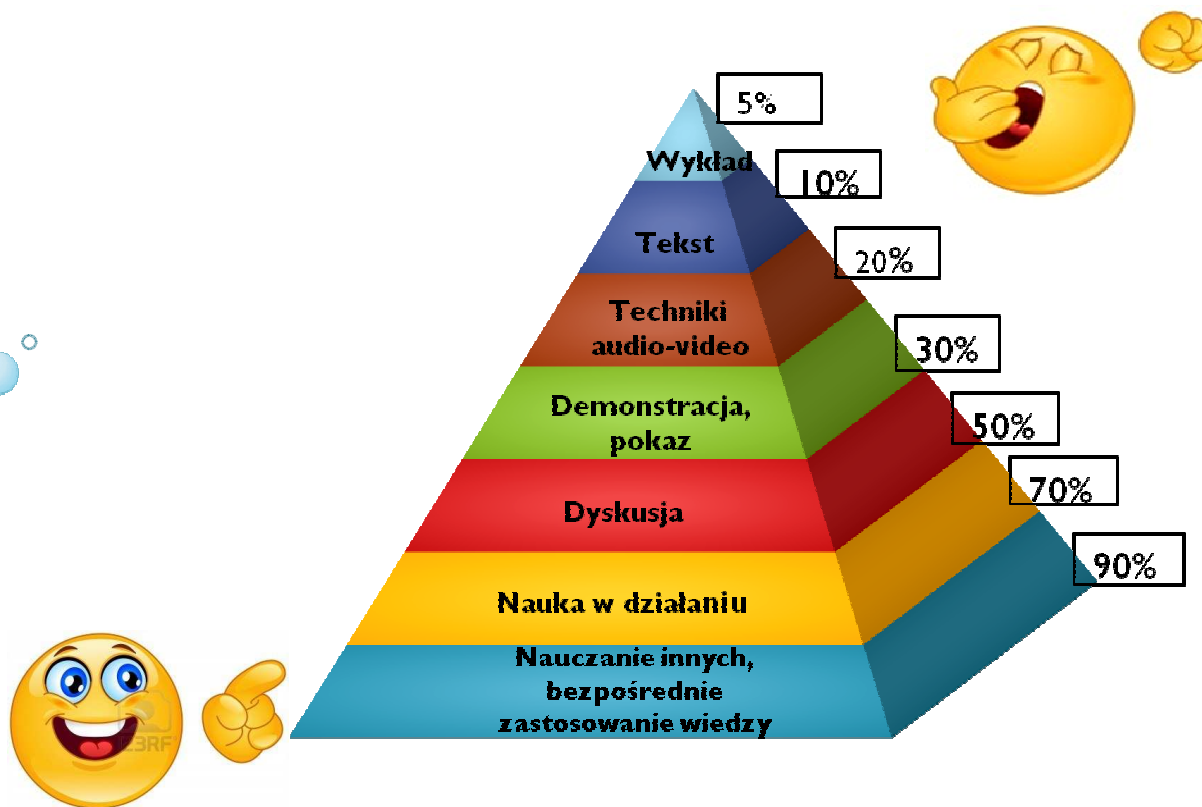 5%
Wykład
10%
Tekst
20%
Techniki
audio-video
30%
Demonstracja,
pokaz
50%
Dyskusja
70%
Nauka w działaniu
90%
Nauczanie innych,
bezpośrednie
zastosowanie wiedzy
123RF